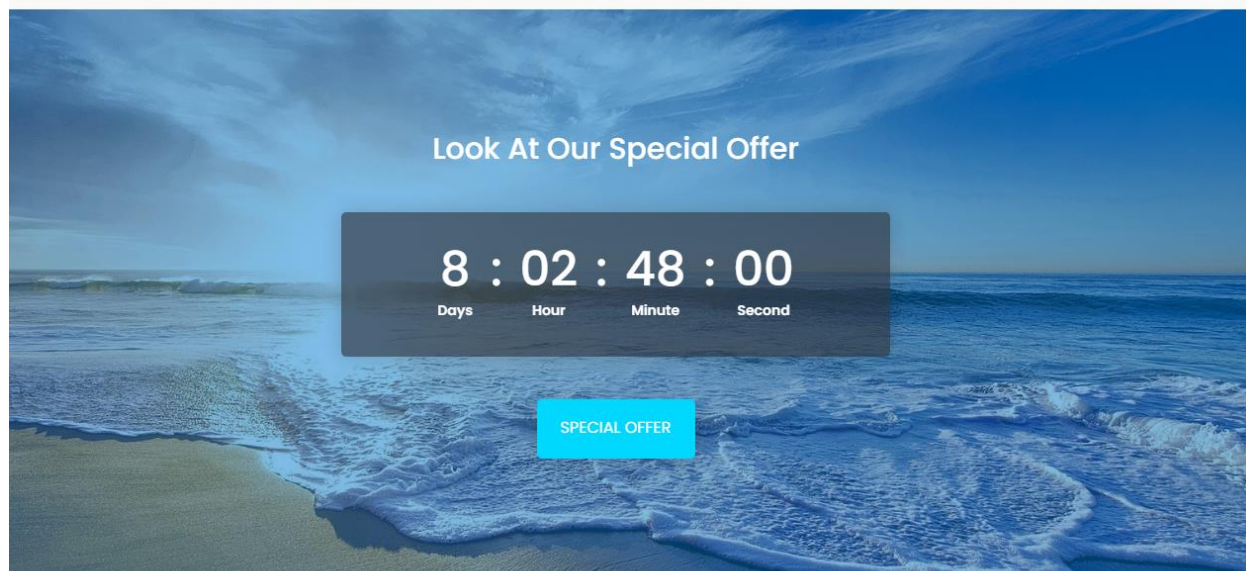 Look At Our Special Offer
8 : 02 : 48 : 00
Days Hour Minute Second
SPECIAL OFFER